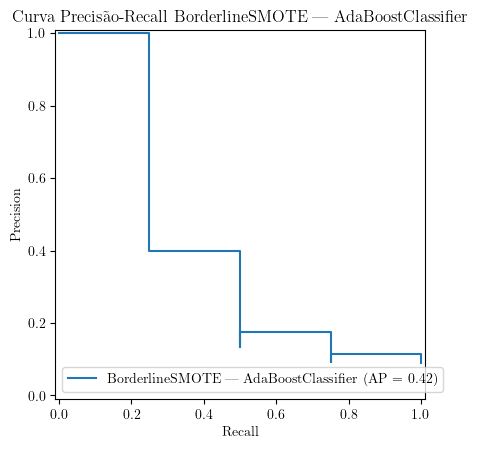 Curva Precisão-Recall BorderlineSMOTE — AdaBoostClassifier
1.0
0.8
0.6
0.4
0.2
0.0
Precision
BorderlineSMOTE — AdaBoostClassifier (AP = 0.42)
0.0 0.2 0.4 0.6 0.8 1.0
Recall